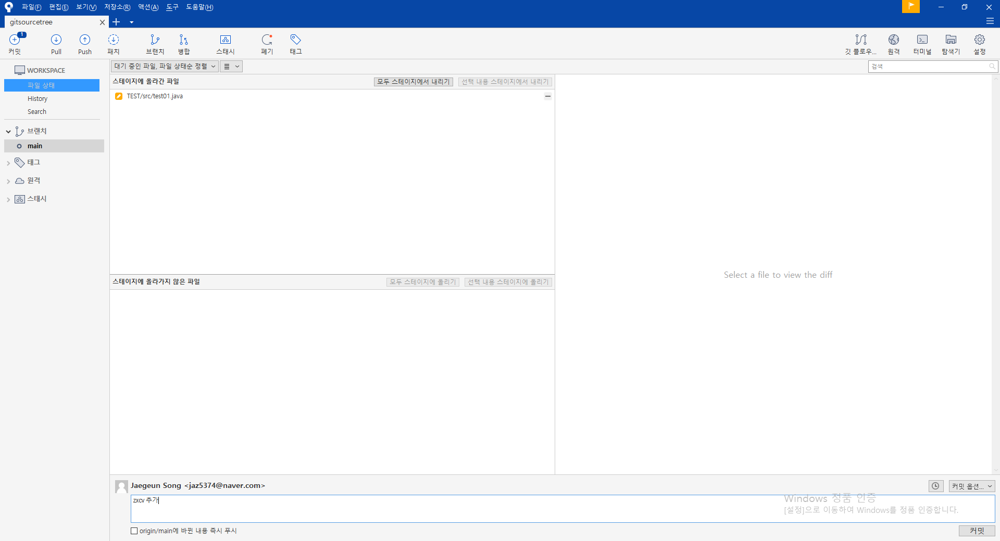 파일(F) 편집(E) 보기(V) 저장소(R) 액션(A) 도구 도움말(H)
gitsourcetree
1
커밋 Pull Push 패치 브랜치 병합 스태시 폐기 태그 깃 플로우... 원격 터미널 탐색기 설정
대기 중인 파일, 파일 상태순 정렬
검색
WORKSPACE
파일 상태
History
Search
브랜치
main
태그
원격
스태시
스테이지에 올라간 파일 모두 스테이지에서 내리기 선택 내용 스테이지에서 내리기
TEST/src/test01.java
Select a file to view the diff
스테이지에 올라가지 않은 파일 모두 스테이지에 올리기 선택 내용 스테이지에 올리기
Jaegeun Song <jaz5374@naver.com>
커밋 옵션...
zxcv 추가
Windows 정품 인증
[설정]으로 이동하여 Windows를 정품 인증합니다.
origin/main에 바뀐 내용 즉시 푸시
커밋